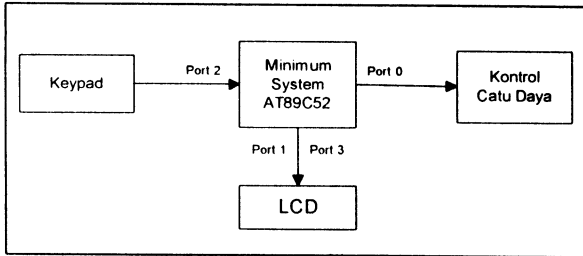 Keypad
Port 2
Minimum
System
AT89C52
Port 0
Kontrol
Catu Daya
Port 1
Port 3
LCD